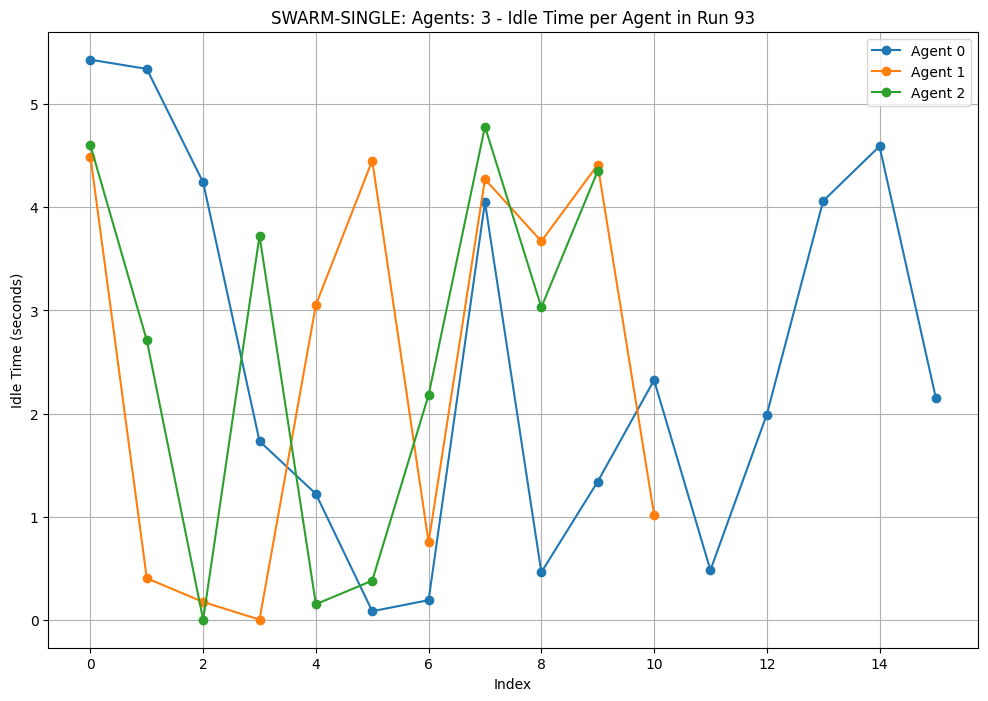 SWARM-SINGLE: Agents: 3 - Idle Time per Agent in Run 93
Agent 0
Agent 1
Agent 2
Idle Time (seconds)
5
4
3
2
1
0
0 2 4 6 8 10 12 14
Index